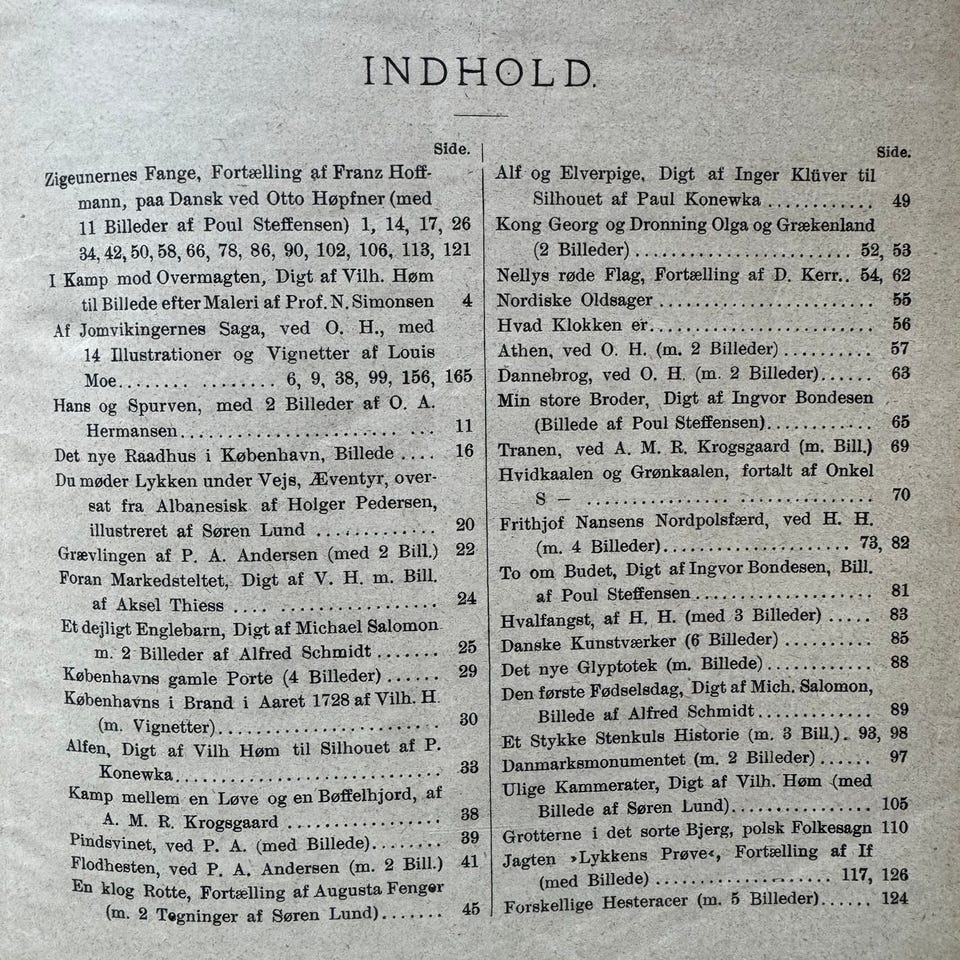 INDHOLD.
Side.
Zigeunernes Fange, Fortælling af Franz Hoff-
mann, paa Dansk ved Otto Høpfner (med
11 Billeder af Poul Steffensen) 1, 14, 17, 26
34, 42, 50, 58, 66, 78, 86, 90, 102, 106, 113, 121
I Kamp mod Overmagten, Digt af Vilh. Høm
til Billede efter Maleri af Prof. N. Simonsen 4
Af Jomvikingernes Saga, ved O. H., med
14 Illustrationer og Vignetter af Louis
Moe........ ......... 6, 9, 38, 99, 156, 165
Hans og Spurven, med 2 Billeder af O. A.
Hermansen........................ ... 11
Det nye Raadhus i København, Billede .... 16
Du møder Lykken under Vejs, Æventyr, over-
sat fra Albanesisk af Holger Pedersen,
illustreret af Søren Lund ............. 20
Grævlingen af P. A. Andersen (med 2 Bill.) 22
Foran Markedsteltet, Digt af V. H. m. Bill.
af Aksel Thiess .... ................. 24
Et dejligt Englebarn, Digt af Michael Salomon
m. 2 Billeder af Alfred Schmidt....... 25
Københavns gamle Porte (4 Billeder) ...... 29
Københavns i Brand i Aaret 1728 af Vilh. H.
(m. Vignetter)........................ 30
Alfen, Digt af Vilh Høm til Silhouet af P.
Konewka............................. 33
Kamp mellem en Løve og en Bøffelhjord, af
A. M. R. Krogsgaard ................. 38
Pindsvinet, ved P. A. (med Billede)....... 39
Flodhesten, ved P. A. Andersen (m. 2 Bill.) 41
En klog Rotte, Fortælling af Augusta Fenger
(m. 2 Tegninger af Søren Lund)....... 45
Side.
Alf og Elverpige, Digt af Inger Klüver til
Silhouet af Paul Konewka ............ 49
Kong Georg og Dronning Olga og Grækenland
(2 Billeder)........................ 52, 53
Nellys røde Flag, Fortælling af D. Kerr.. 54, 62
Nordiske Oldsager ........................ 55
Hvad Klokken er......................... 56
Athen, ved O. H. (m. 2 Billeder).......... 57
Dannebrog, ved O. H. (m. 2 Billeder)...... 63
Min store Broder, Digt af Ingvor Bondesen
(Billede af Poul Steffensen)............ 65
Tranen, ved A. M. R. Krogsgaard (m. Bill.) 69
Hvidkaalen og Grønkaalen, fortalt af Onkel
S — ............................ 70
Frithjof Nansens Nordpolsfærd, ved H. H.
(m. 4 Billeder)..................... 73, 82
To om Budet, Digt af Ingvor Bondesen, Bill.
af Poul Steffensen.................... 81
Hvalfangst, af H. H. (med 3 Billeder) ..... 83
Danske Kunstværker (6 Billeder) .......... 85
Det nye Glyptotek (m. Billede)............ 88
Den første Fødselsdag, Digt af Mich. Salomon,
Billede af Alfred Schmidt............. 89
Et Stykke Stenkuls Historie (m. 3 Bill.). 93, 98
Danmarksmonumentet (m. 2 Billeder)...... 97
Ulige Kammerater, Digt af Vilh. Høm (med
Billede af Søren Lund)................ 105
Grotterne i det sorte Bjerg, polsk Folkesagn 110
Jagten »Lykkens Prøve«, Fortælling af If
(med Billede) .................... 117, 126
Forskellige Hesteracer (m. 5 Billeder)...... 124